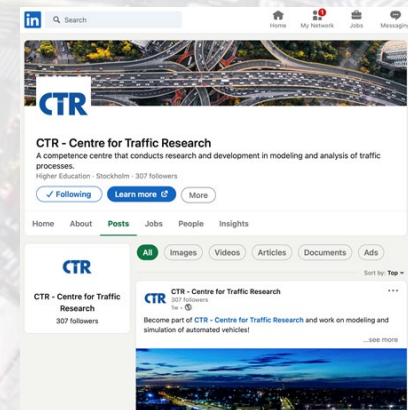 in
Search
Home
1
My Network
Jobs
Messaging
CTR
CTR - Centre for Traffic Research
A competence centre that conducts research and development in modeling and analysis of traffic
processes.
Higher Education · Stockholm · 307 followers
✓ Following
Learn more
More
Home About Posts Jobs People Insights
CTR
CTR - Centre for Traffic
Research
307 followers
All Images Videos Articles Documents Ads
Sort by: Top
CTR
CTR - Centre for Traffic Research
307 followers
1w ·
Become part of CTR - Centre for Traffic Research and work on modeling and
simulation of automated vehicles!
...see more